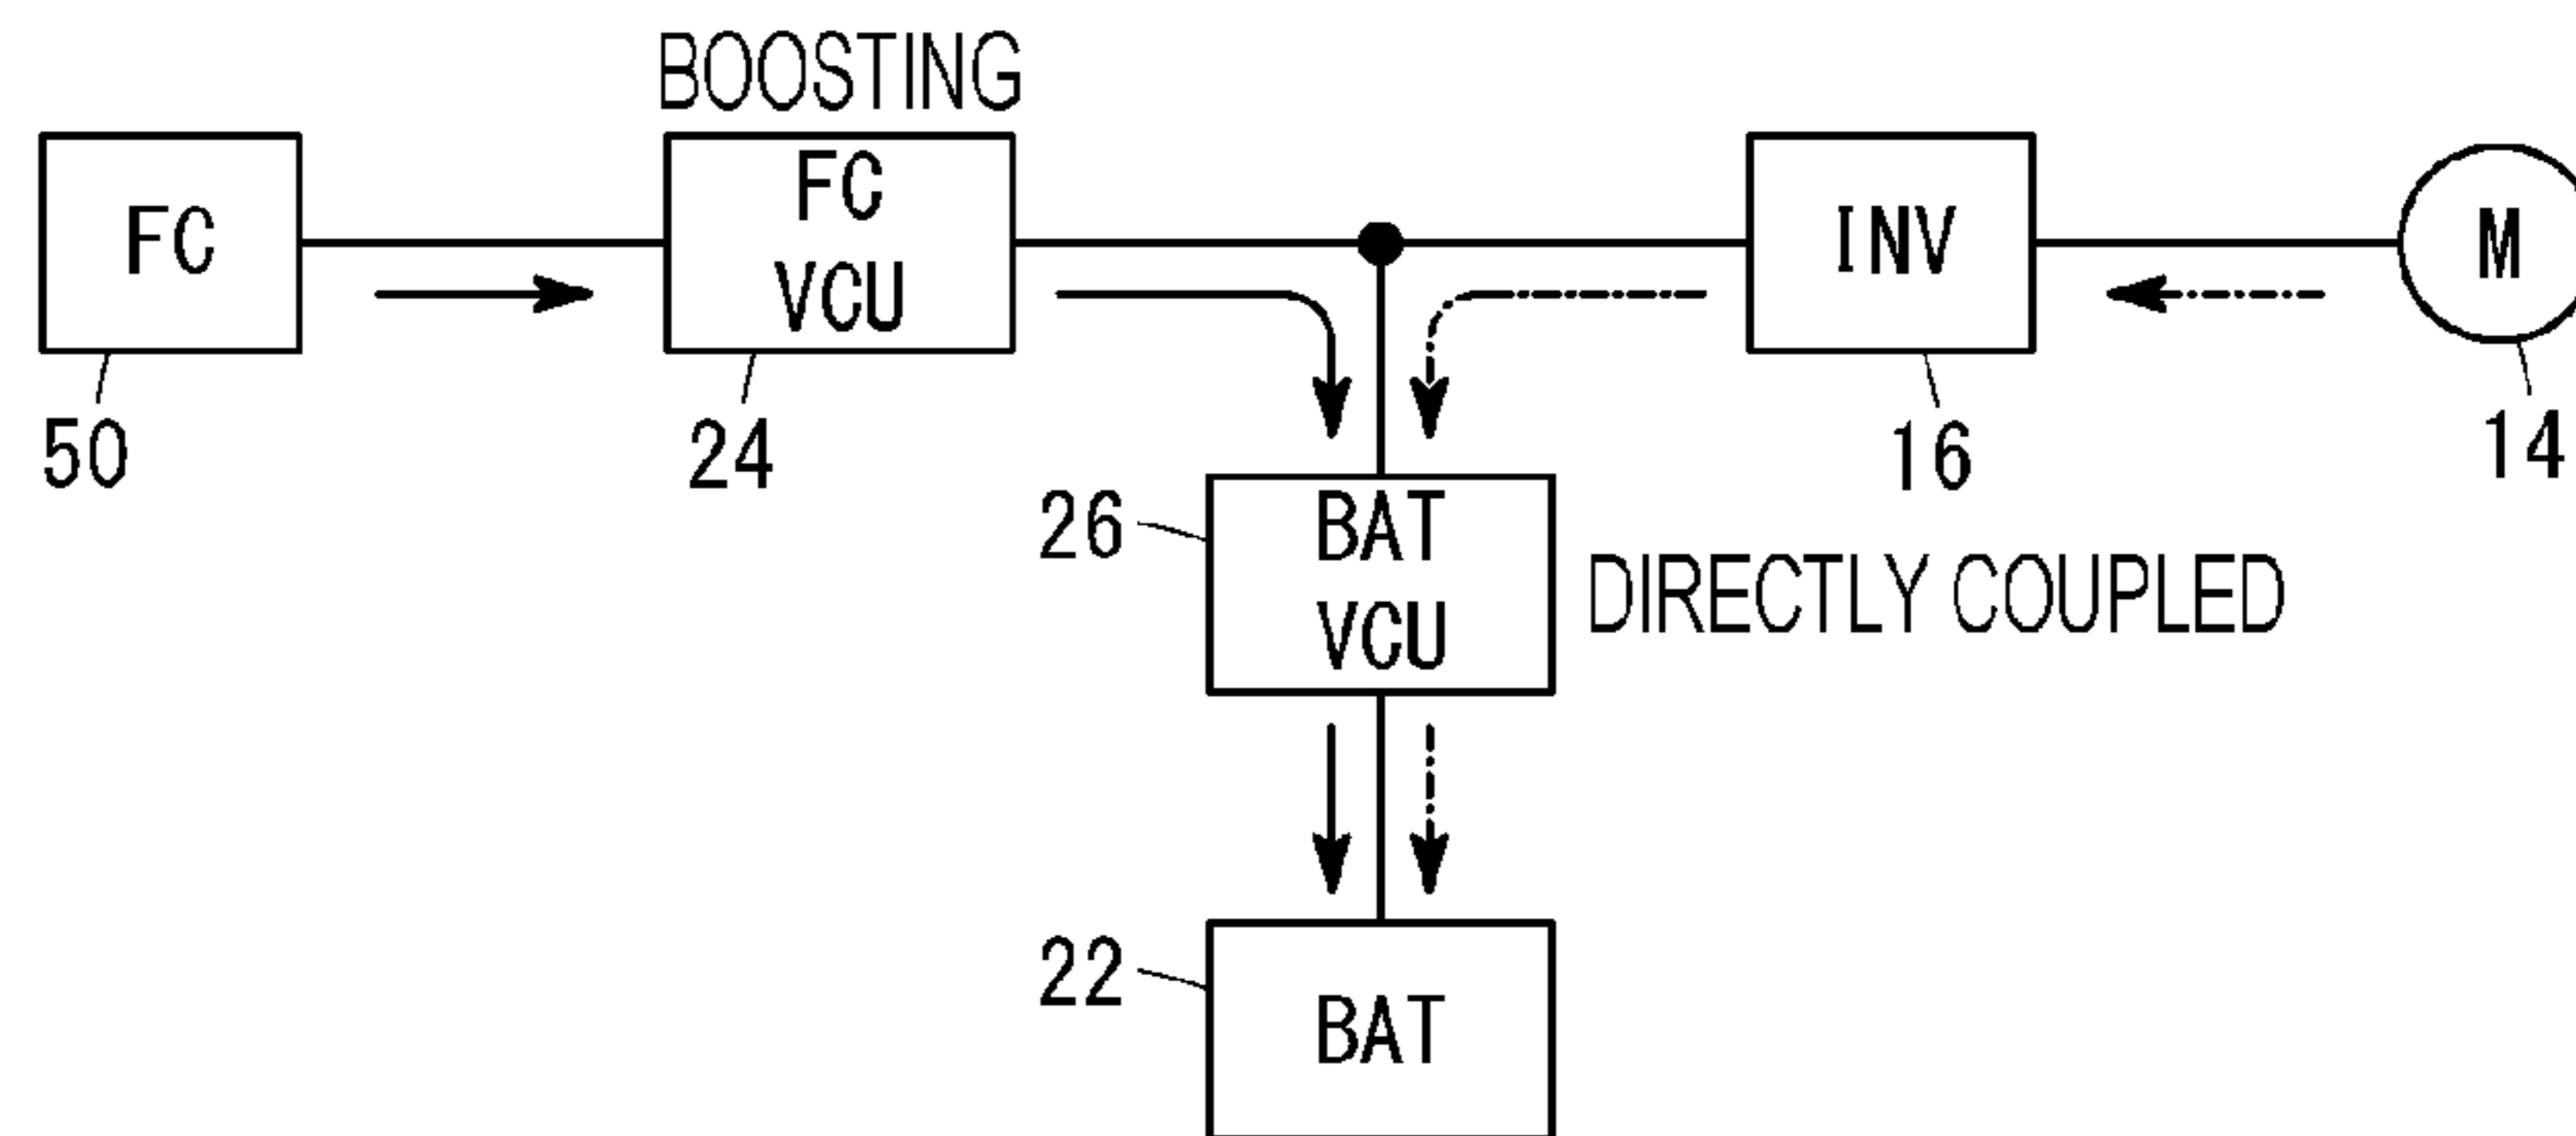 BOOSTING
FC
FC
VCU
INV
M
50
24
16
14
26
BAT
VCU
DIRECTLY COUPLED
22
BAT